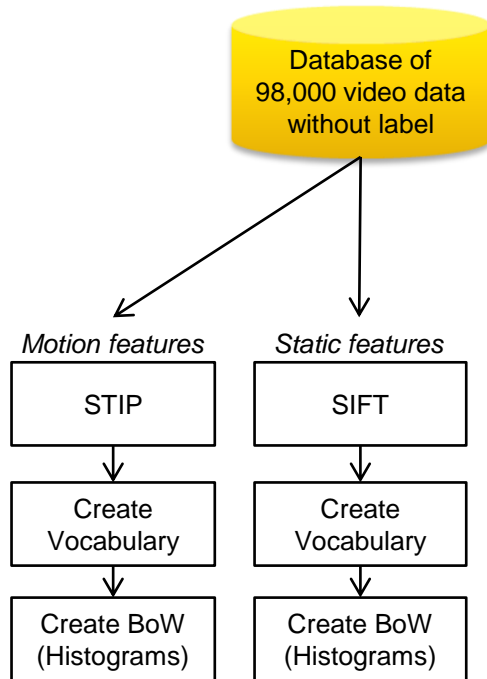 Database of
98,000 video data
without label
Motion features
Static features
STIP
SIFT
Create
Vocabulary
Create
Vocabulary
Create BoW
(Histograms)
Create BoW
(Histograms)